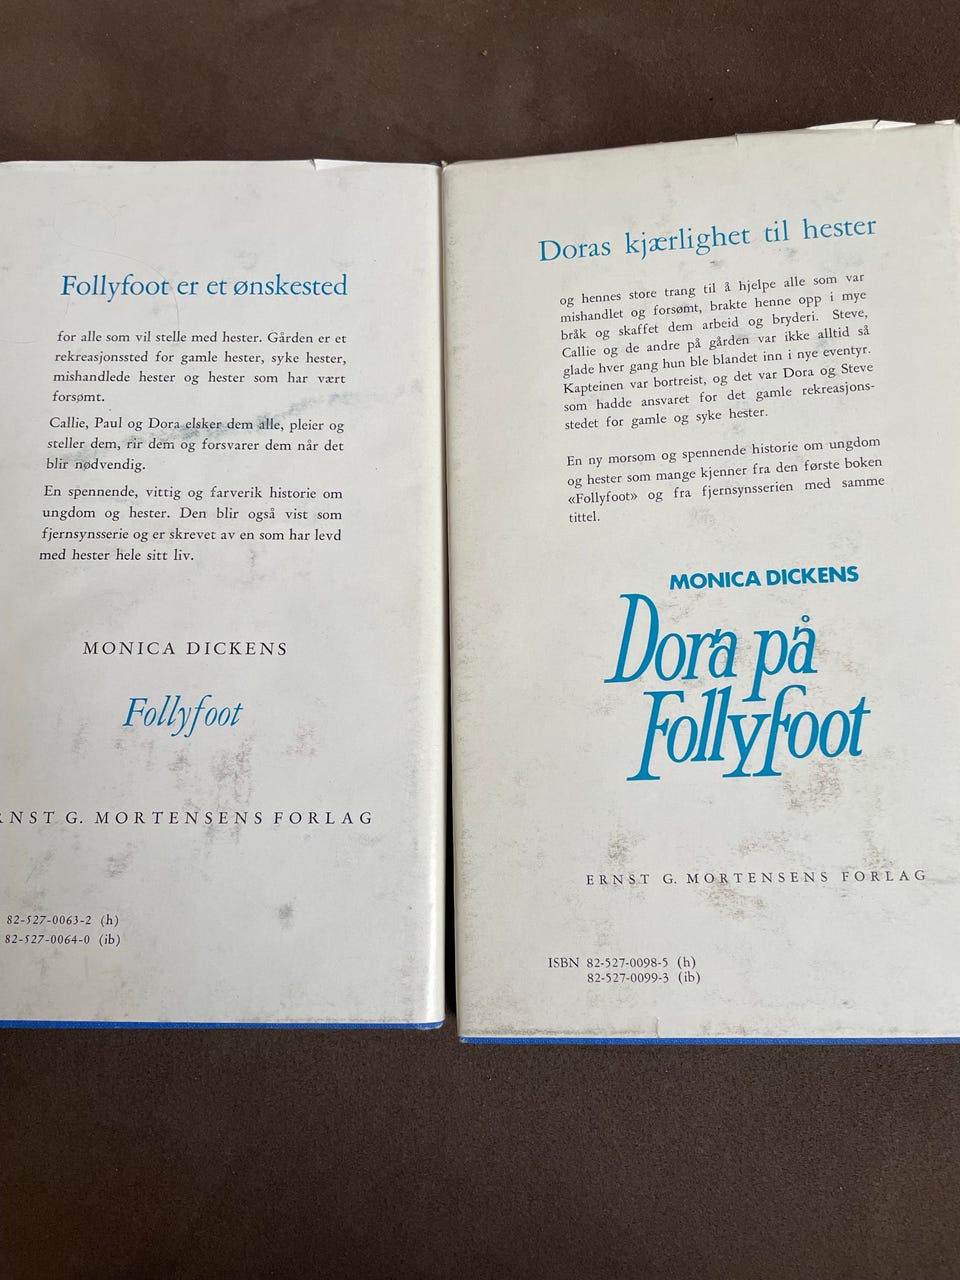 Follyfoot er et ønskested
for alle som vil stelle med hester. Gården er et
rekreasjonssted for gamle hester, syke hester,
mishandlede hester og hester som har vært
forsømt.
Callie, Paul og Dora elsker dem alle, pleier og
steller dem, rir dem og forsvarer dem når det
blir nødvendig.
En spennende, vittig og farverik historie om
ungdom og hester. Den blir også vist som
fjernsynsserie og er skrevet av en som har levd
med hester hele sitt liv.
MONICA DICKENS
Follyfoot
RNST G. MORTENSENS FORLAG
82-527-0063-2 (h)
82-527-0064-0 (ib)
Doras kjærlighet til hester
og hennes store trang til å hjelpe alle som var
mishandlet og forsømt, brakte henne opp i mye
bråk og skaffet dem arbeid og bryderi. Steve,
Callie og de andre på gården var ikke alltid så
glade hver gang hun ble blandet inn i nye eventyr.
Kapteinen var bortreist, og det var Dora og Steve
som hadde ansvaret for det gamle rekreasjons-
stedet for gamle og syke hester.
En ny morsom og spennende historie om ungdom
og hester som mange kjenner fra den første boken
«Follyfoot» og fra fjernsynsserien med samme
tittel.
MONICA DICKENS
Dora på
Follyfoot
ERNST G. MORTENSENS FORLAG
ISBN 82-527-0098-5 (h)
82-527-0099-3 (ib)